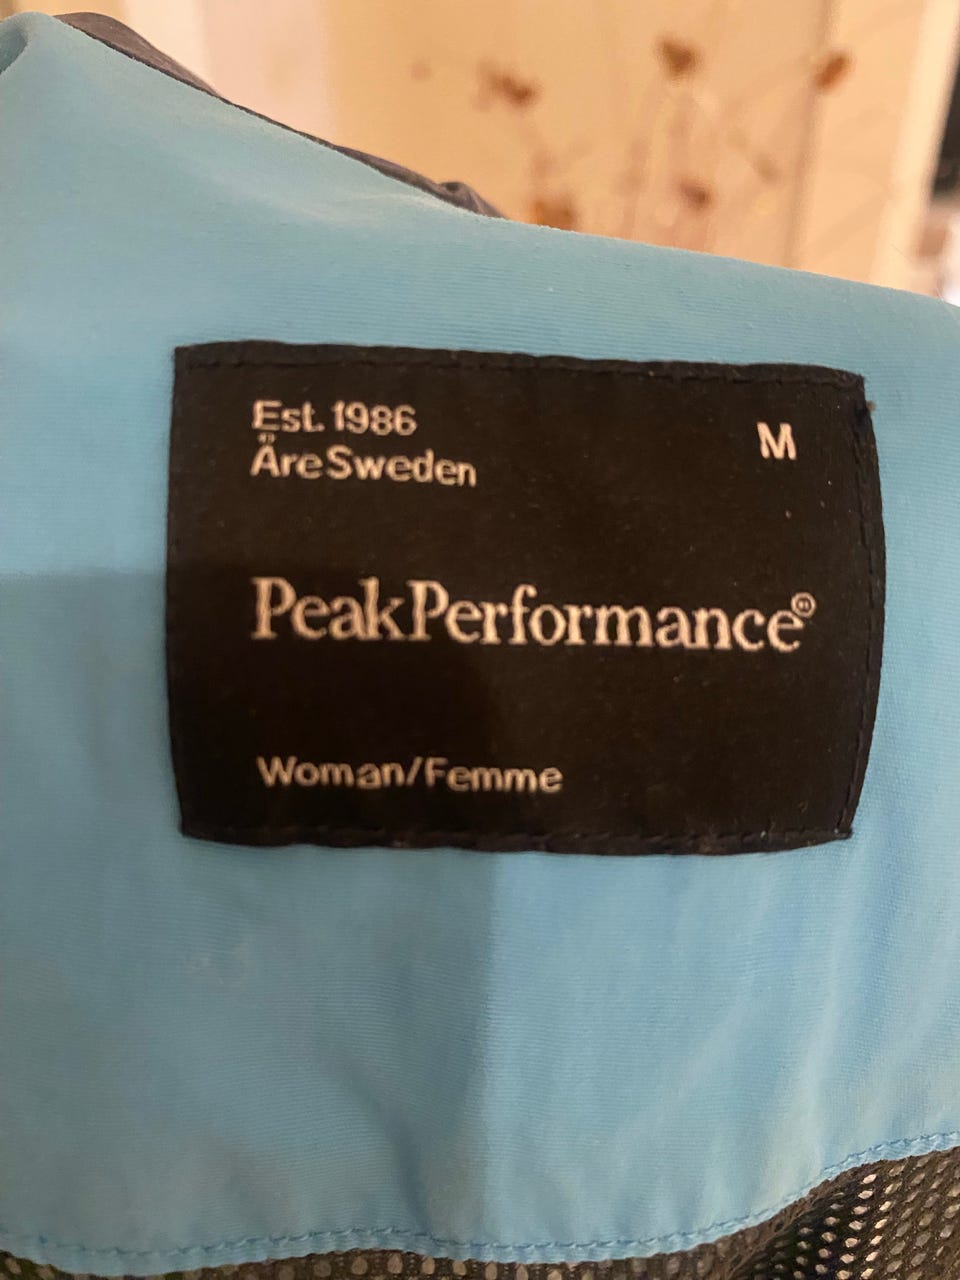 Est. 1986
Åre Sweden
M
PeakPerformance®
Woman/Femme